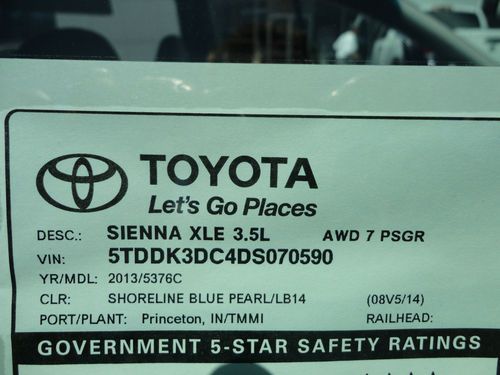 TOYOTA
Let's Go Places
DESC.: SIENNA XLE 3.5L AWD 7 PSGR
VIN: 5TDDK3DC4DS070590
YR/MDL: 2013/5376C
CLR: SHORELINE BLUE PEARL/LB14 (08V5/14)
PORT/PLANT: Princeton, IN/TMMI RAILHEAD:
GOVERNMENT 5-STAR SAFETY RATINGS